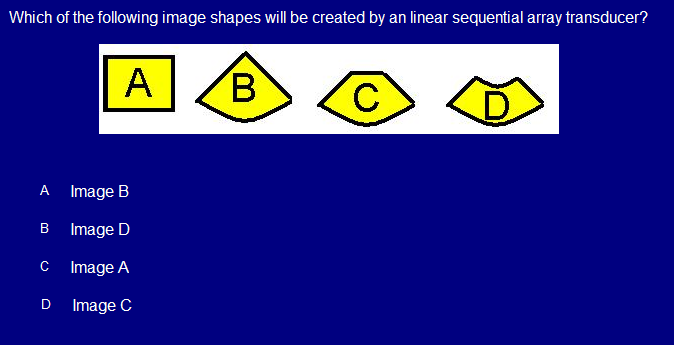 Which of the following image shapes will be created by an linear sequential array transducer?
A B C D
A Image B
B Image D
C Image A
D Image C